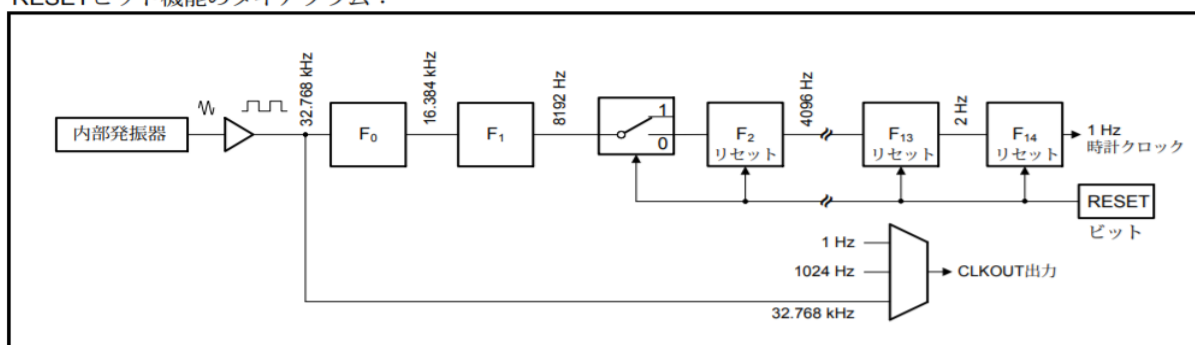 RESETビット機能のダイアグラム：
内部発振器
32.768 kHz
F0
16.384 kHz
F1
8192 Hz
1
0
F2
リセット
4096 Hz
F13
リセット
2 Hz
F14
リセット
1 Hz
時計クロック
RESET
ビット
1 Hz
1024 Hz
32.768 kHz
CLKOUT出力